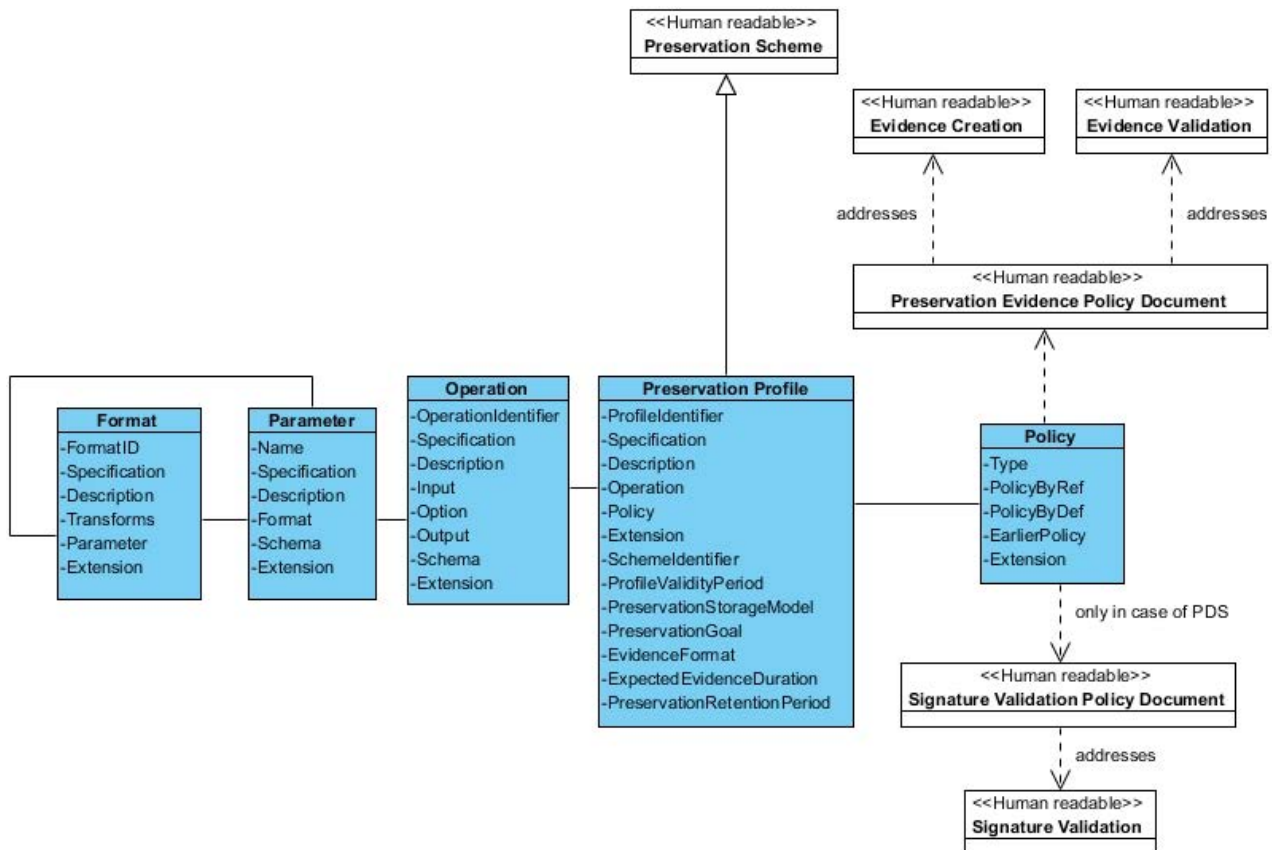 <<Human readable>>
Preservation Scheme
<<Human readable>>
Evidence Creation
<<Human readable>>
Evidence Validation
addresses
addresses
<<Human readable>>
Preservation Evidence Policy Document
Format
-FormatID
-Specification
-Description
-Transforms
-Parameter
-Extension
Parameter
-Name
-Specification
-Description
-Format
-Schema
-Extension
Operation
-OperationIdentifier
-Specification
-Description
-Input
-Option
-Output
-Schema
-Extension
Preservation Profile
-ProfileIdentifier
-Specification
-Description
-Operation
-Policy
-Extension
-SchemeIdentifier
-ProfileValidityPeriod
-PreservationStorageModel
-PreservationGoal
-EvidenceFormat
-ExpectedEvidenceDuration
-PreservationRetentionPeriod
Policy
-Type
-PolicyByRef
-PolicyByDef
-EarlierPolicy
-Extension
only in case of PDS
<<Human readable>>
Signature Validation Policy Document
addresses
<<Human readable>>
Signature Validation